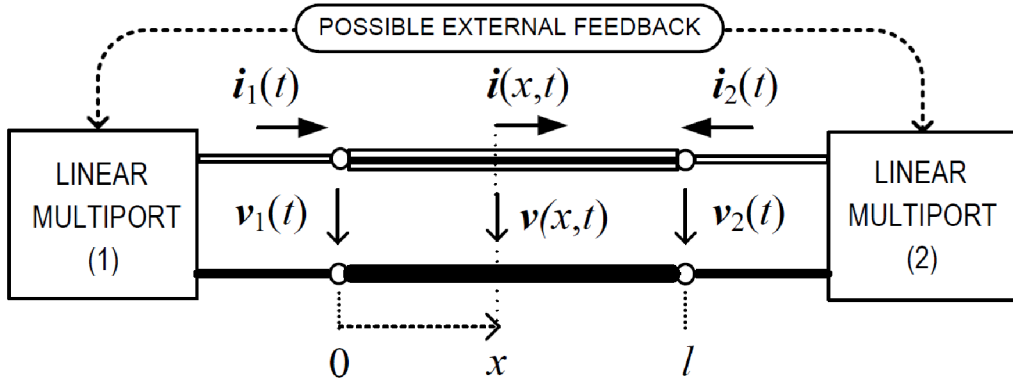 POSSIBLE EXTERNAL FEEDBACK
i₁(t) i(x,t) i₂(t)
LINEAR
MULTIPORT
(1)
v₁(t) v(x,t) v₂(t)
LINEAR
MULTIPORT
(2)
0 x l